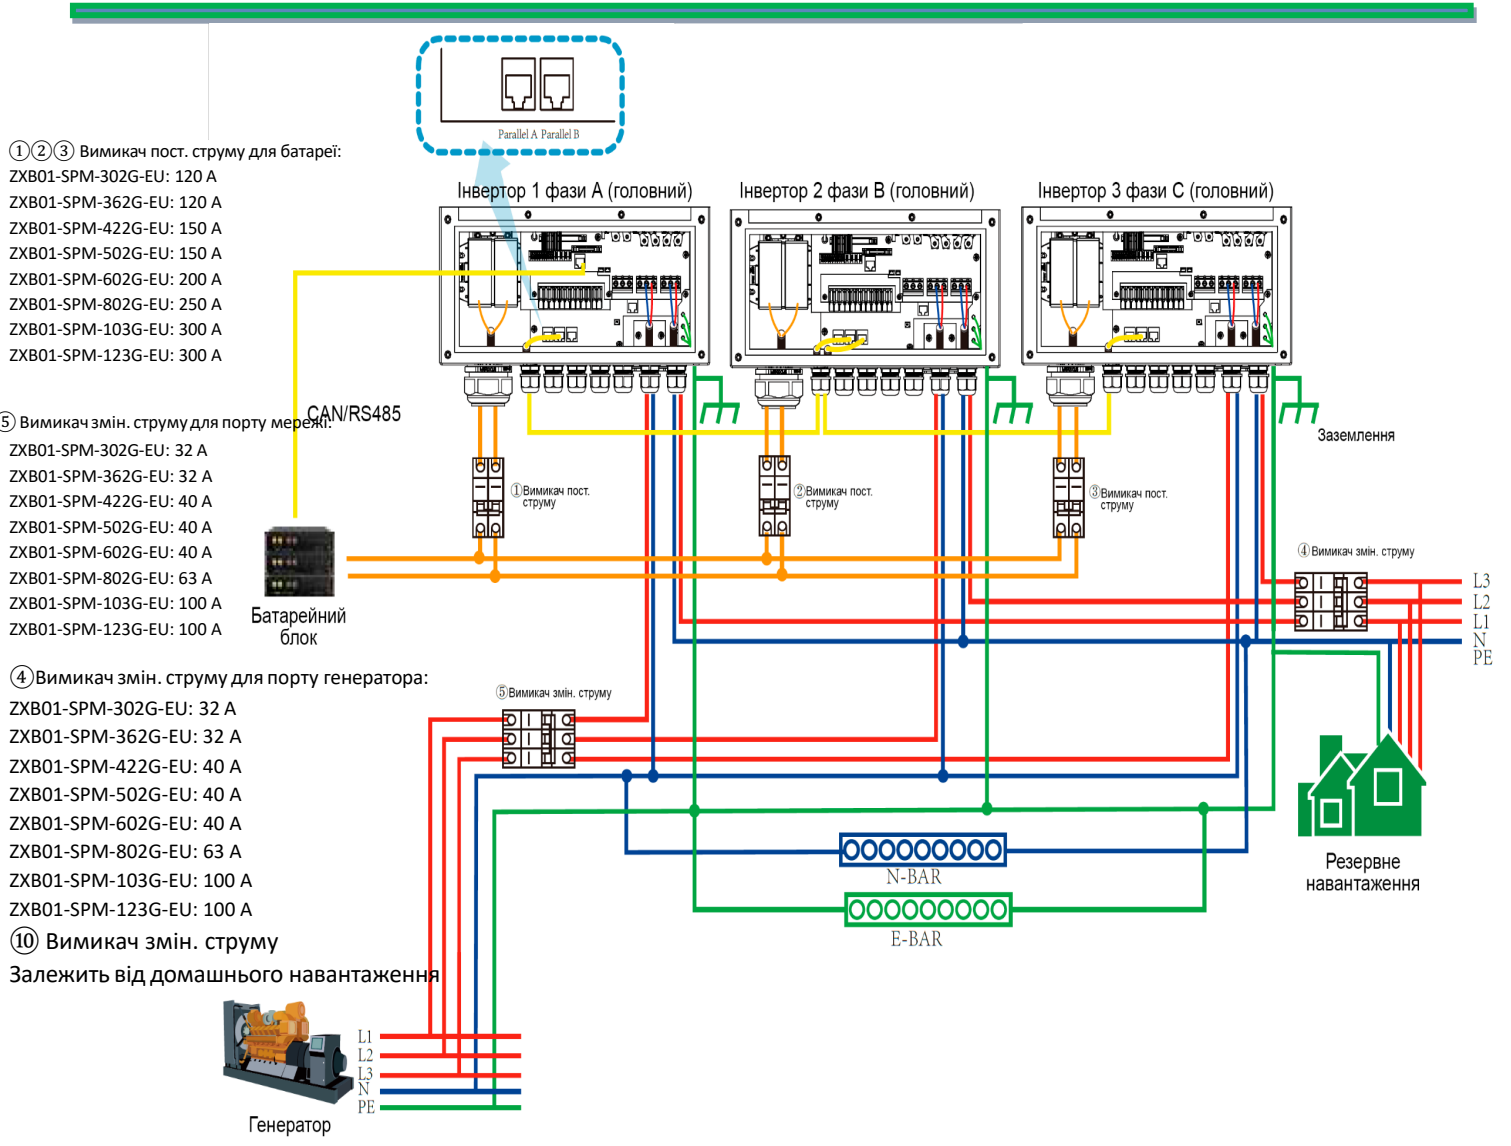 Parallel A Parallel B
①②③ Вимикач пост. струму для батареї:
ZXB01-SPM-302G-EU: 120 A
ZXB01-SPM-362G-EU: 120 A
ZXB01-SPM-422G-EU: 150 A
ZXB01-SPM-502G-EU: 150 A
ZXB01-SPM-602G-EU: 200 A
ZXB01-SPM-802G-EU: 250 A
ZXB01-SPM-103G-EU: 300 A
ZXB01-SPM-123G-EU: 300 A
Інвертор 1 фази A (головний)
Інвертор 2 фази B (головний)
Інвертор 3 фази C (головний)
CAN/RS485
⑤ Вимикач змін. струму для порту мережі:
ZXB01-SPM-302G-EU: 32 A
ZXB01-SPM-362G-EU: 32 A
ZXB01-SPM-422G-EU: 40 A
ZXB01-SPM-502G-EU: 40 A
ZXB01-SPM-602G-EU: 40 A
ZXB01-SPM-802G-EU: 63 A
ZXB01-SPM-103G-EU: 100 A
ZXB01-SPM-123G-EU: 100 A
Заземлення
①Вимикач пост.
струму
②Вимикач пост.
струму
③Вимикач пост.
струму
④ Вимикач змін. струму
Батарейний
блок
L3
L2
L1
N
PE
④Вимикач змін. струму для порту генератора:
ZXB01-SPM-302G-EU: 32 A
ZXB01-SPM-362G-EU: 32 A
ZXB01-SPM-422G-EU: 40 A
ZXB01-SPM-502G-EU: 40 A
ZXB01-SPM-602G-EU: 40 A
ZXB01-SPM-802G-EU: 63 A
ZXB01-SPM-103G-EU: 100 A
ZXB01-SPM-123G-EU: 100 A
⑩ Вимикач змін. струму
Залежить від домашнього навантаження
⑤Вимикач змін. струму
N-BAR
E-BAR
Резервне
навантаження
L1
L2
L3
N
PE
Генератор